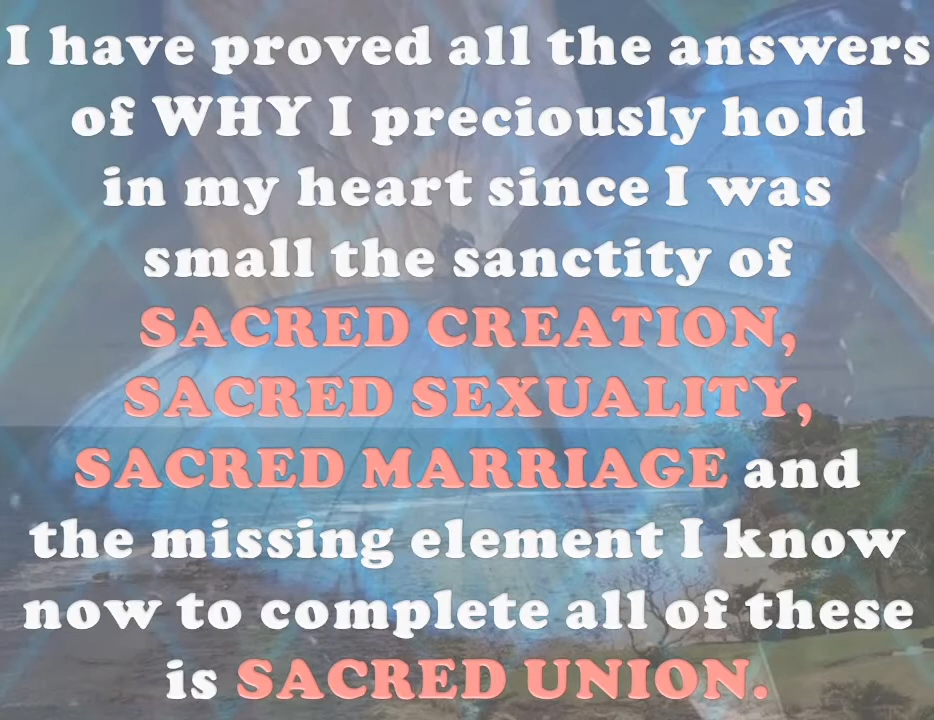 I have proved all the answers
of WHY I preciously hold
in my heart since I was
small the sanctity of
SACRED CREATION,
SACRED SEXUALITY,
SACRED MARRIAGE and
the missing element I know
now to complete all of these
is SACRED UNION.